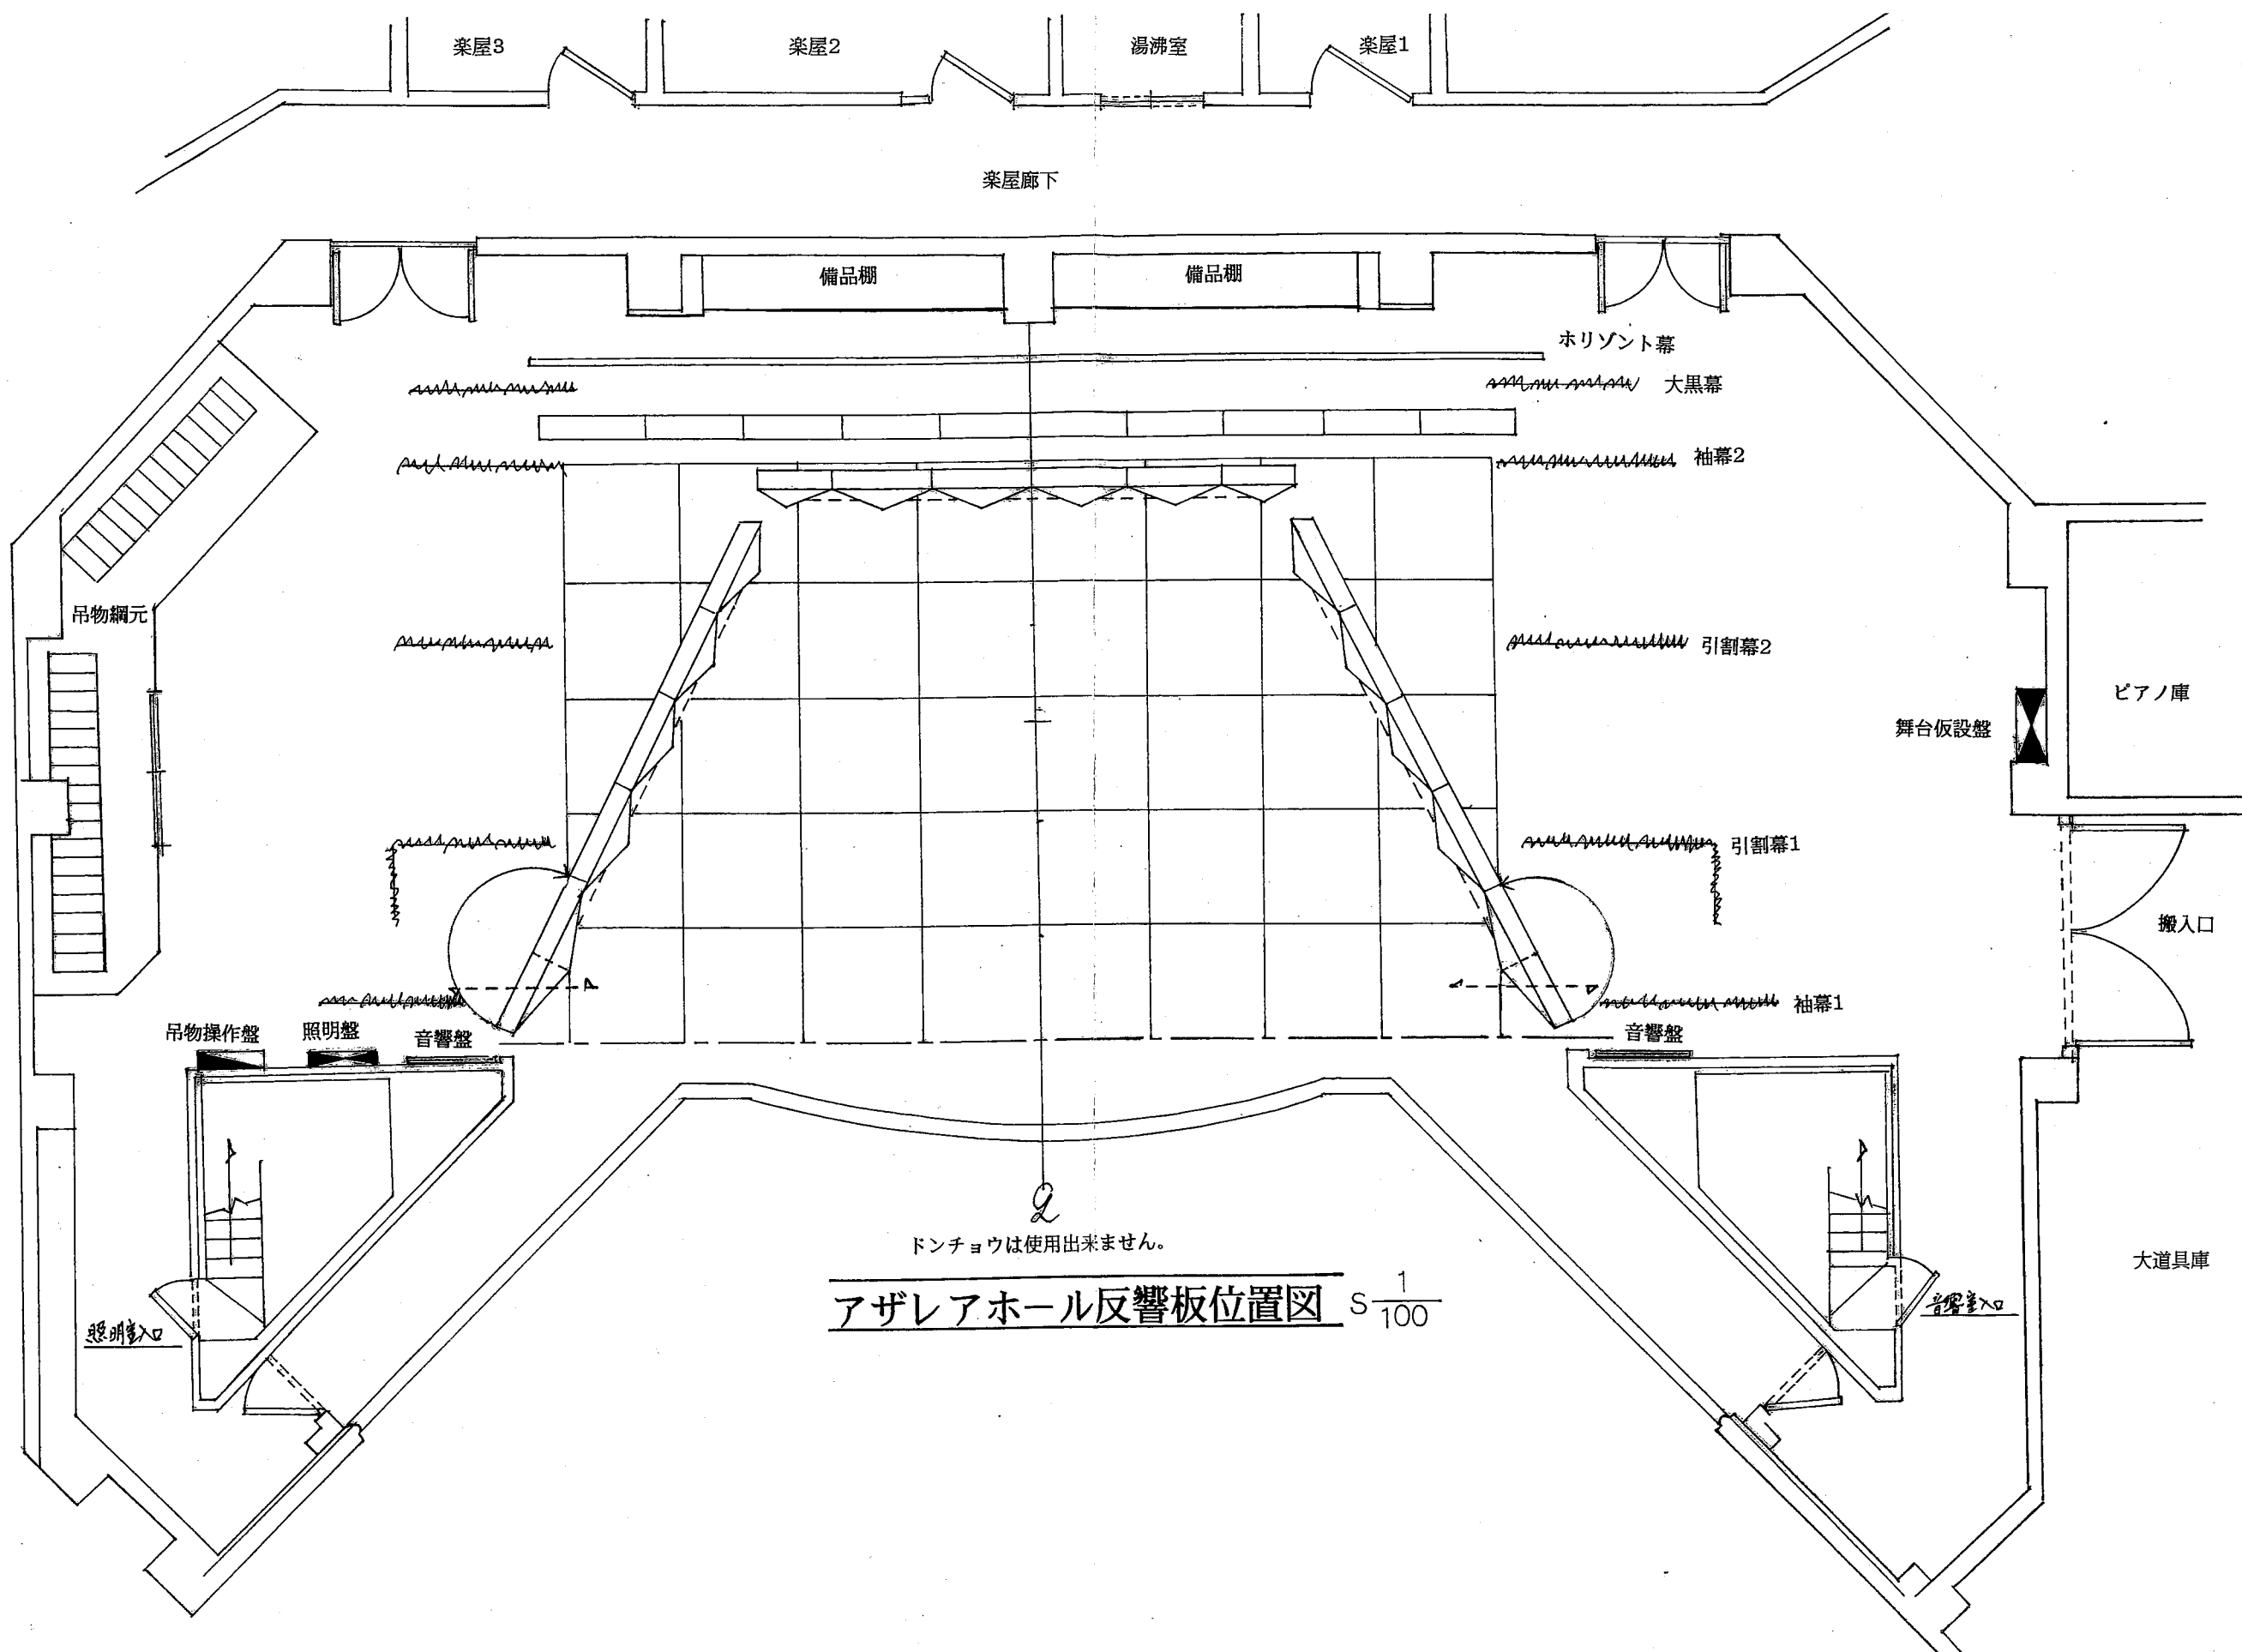 楽屋3
楽屋2
湯沸室
楽屋1
楽屋廊下
備品棚
備品棚
ホリゾント幕
大黒幕
袖幕2
吊物綱元
引割幕2
ピアノ庫
舞台仮設盤
引割幕1
搬入口
袖幕1
吊物操作盤
照明盤
音響盤
音響盤
ドンチョウは使用出来ません。
大道具庫
アザレアホール反響板位置図 S 1/100
照明室入口
音響室入口